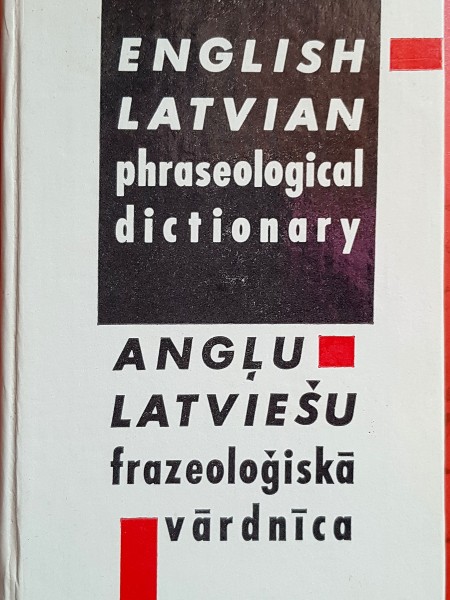 ENGLISH
LATVIAN
phraseological
dictionary
ANGĻU
LATVIEŠU
frazeoloģiskā
vārdnīca